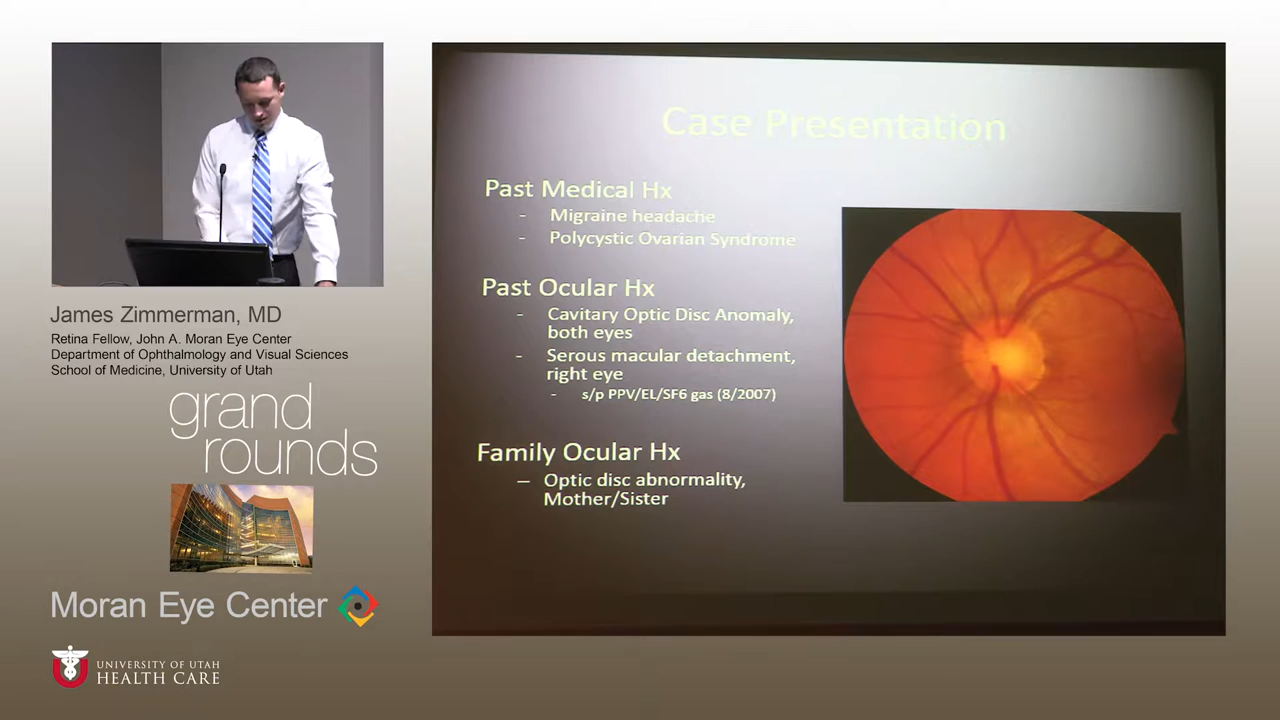 James Zimmerman, MD
Retina Fellow, John A. Moran Eye Center
Department of Ophthalmology and Visual Sciences
School of Medicine, University of Utah
grand
rounds
Moran Eye Center
UNIVERSITY OF UTAH
HEALTH CARE
Case Presentation
Past Medical Hx
- Migraine headache
- Polycystic Ovarian Syndrome
Past Ocular Hx
- Cavitary Optic Disc Anomaly,
both eyes
- Serous macular detachment,
right eye
- s/p PPV/EL/SF6 gas (8/2007)
Family Ocular Hx
– Optic disc abnormality,
Mother/Sister